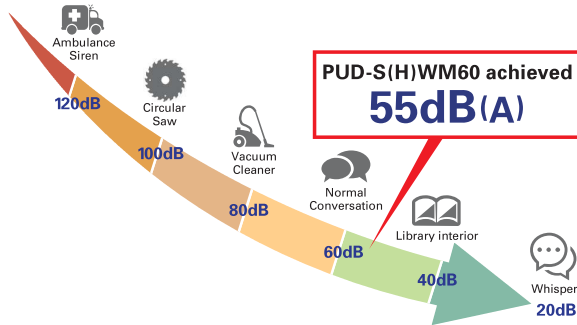 Ambulance
Siren
120dB
Circular
Saw
100dB
Vacuum
Cleaner
80dB
Normal
Conversation
60dB
PUD-S(H)WM60 achieved
55dB(A)
Library interior
40dB
Whisper
20dB